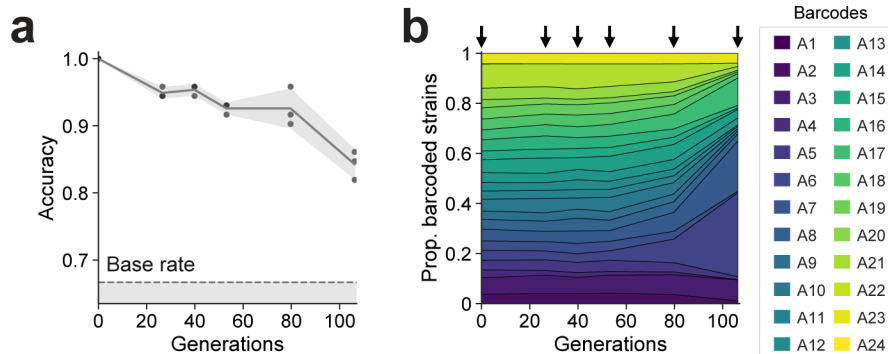 a
1.0
0.9
0.8
0.7
Accuracy
Base rate
0
20
40
60
80
100
Generations
b
1
0.8
0.6
0.4
0.2
0
Prop. barcoded strains
0
20
40
60
80
100
Generations
Barcodes
A1 A13
A2 A14
A3 A15
A4 A16
A5 A17
A6 A18
A7 A19
A8 A20
A9 A21
A10 A22
A11 A23
A12 A24